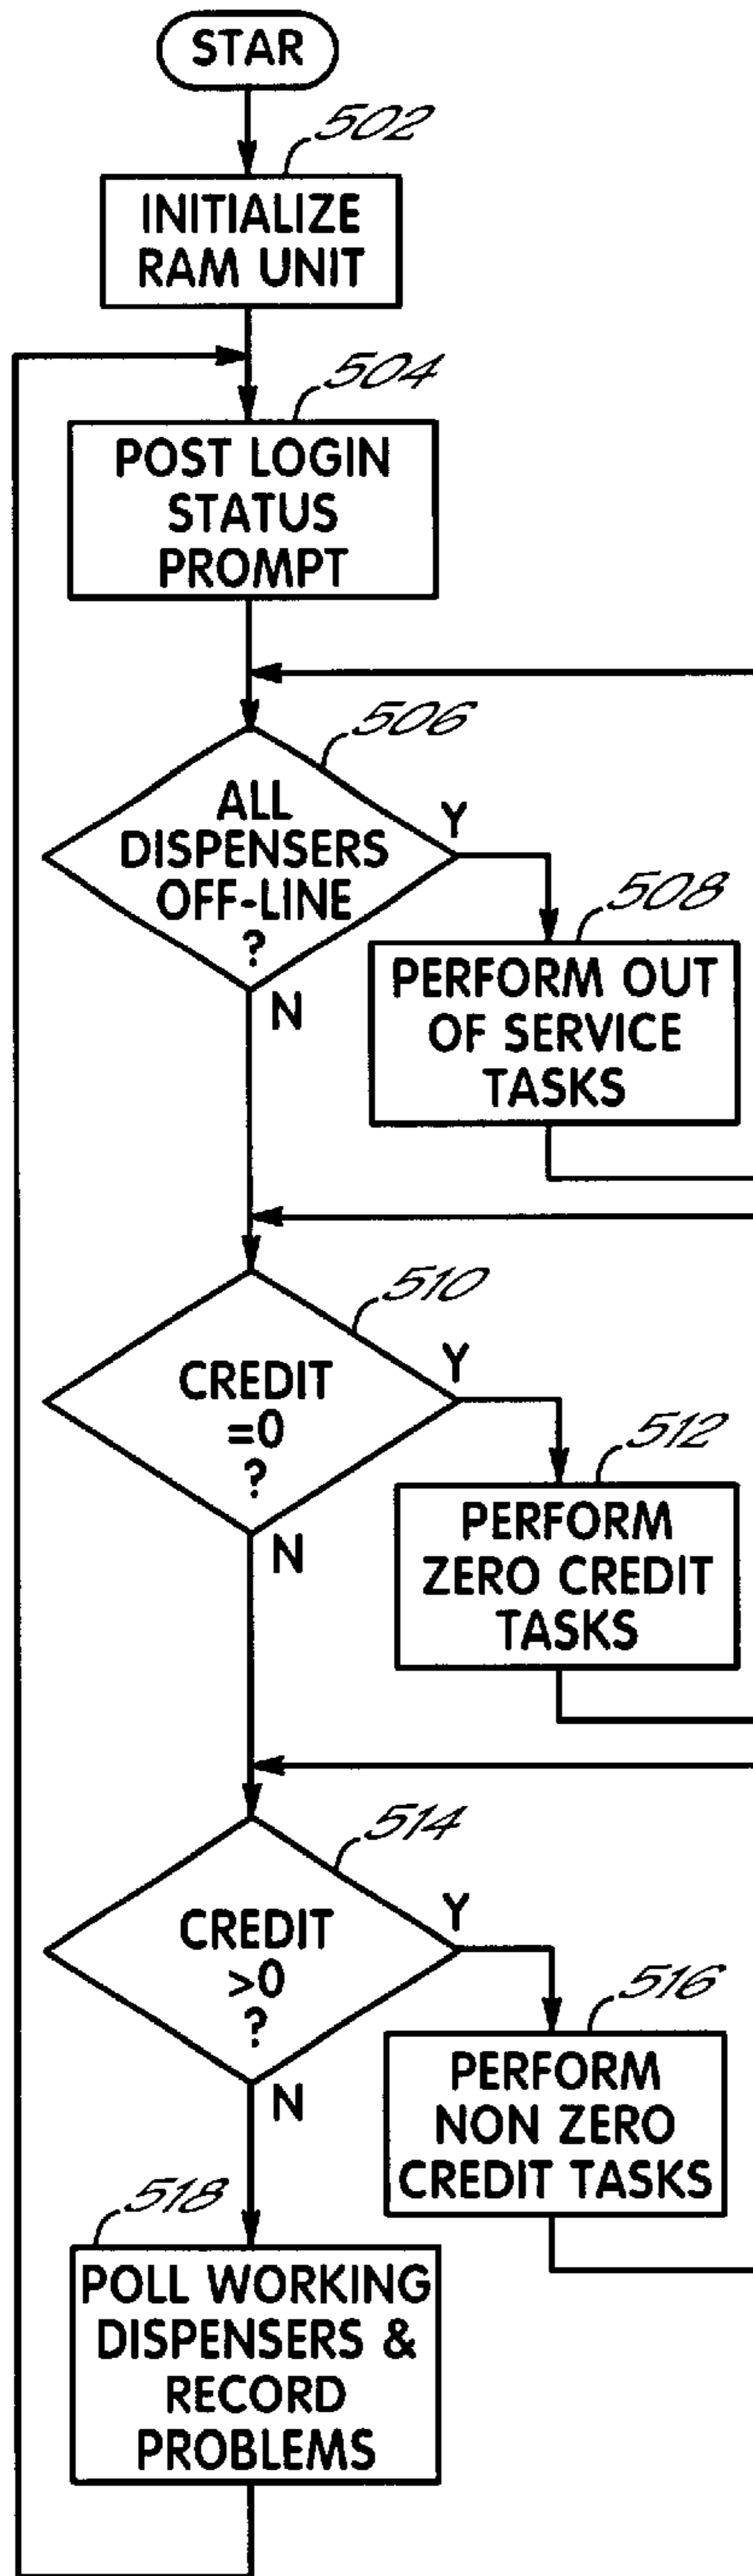 STAR
502
INITIALIZE
RAM UNIT
504
POST LOGIN
STATUS
PROMPT
506
ALL
DISPENSERS
OFF-LINE
?
Y
N
508
PERFORM OUT
OF SERVICE
TASKS
510
CREDIT
=0
?
Y
N
512
PERFORM
ZERO CREDIT
TASKS
514
CREDIT
>0
?
Y
N
516
PERFORM
NON ZERO
CREDIT TASKS
518
POLL WORKING
DISPENSERS &
RECORD
PROBLEMS